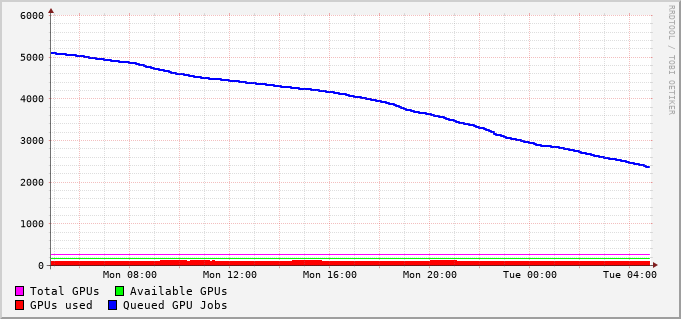 6000
5000
4000
3000
2000
1000
0
Mon 08:00 Mon 12:00 Mon 16:00 Mon 20:00 Tue 00:00 Tue 04:00
Total GPUs Available GPUs
GPUs used Queued GPU Jobs
RRDTOOL / TOBI OETIKER